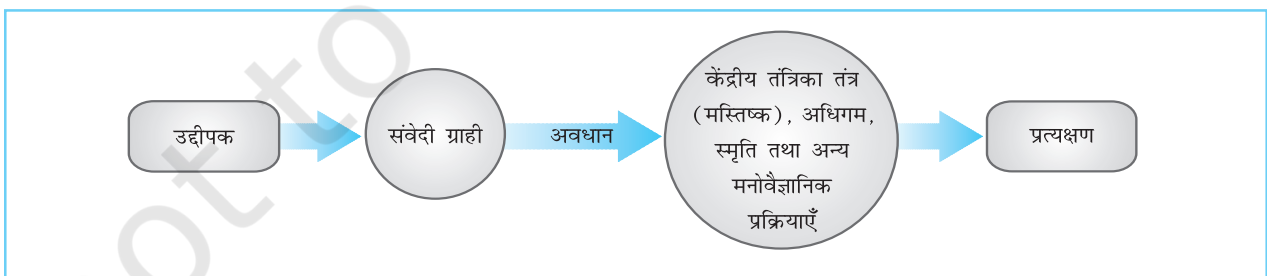 उद्दीपक
संवेदी ग्राही
अवधान
केंद्रीय तंत्रिका तंत्र
(मस्तिष्क), अधिगम,
स्मृति तथा अन्य
मनोवैज्ञानिक
प्रक्रियाएँ
प्रत्यक्षण